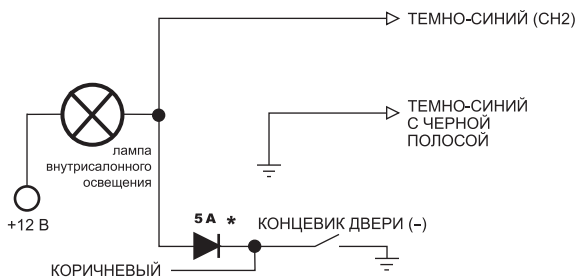 ТЕМНО-СИНИЙ (CH2)
ТЕМНО-СИНИЙ
С ЧЕРНОЙ
ПОЛОСОЙ
лампа
внутрисалонного
освещения
+12 В
5 А *
КОНЦЕВИК ДВЕРИ (–)
КОРИЧНЕВЫЙ